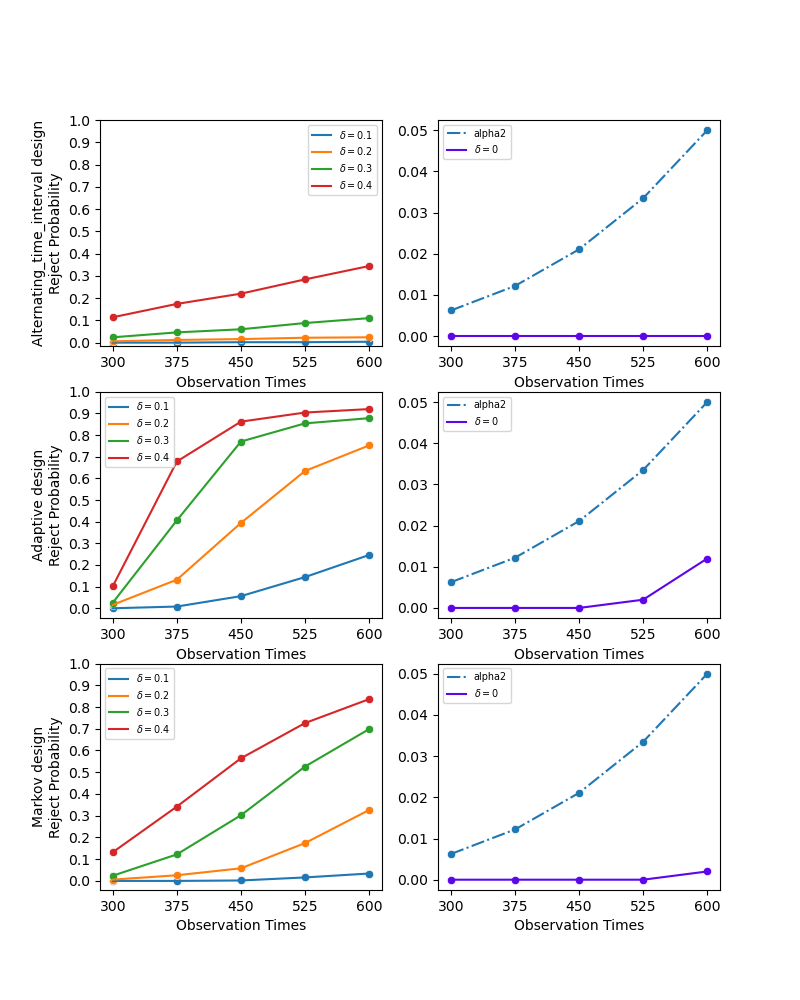 Alternating_time_interval design
Reject Probability
1.0
0.9
0.8
0.7
0.6
0.5
0.4
0.3
0.2
0.1
0.0
δ = 0.1
δ = 0.2
δ = 0.3
δ = 0.4
300 375 450 525 600
Observation Times
0.05
0.04
0.03
0.02
0.01
0.00
alpha2
δ = 0
300 375 450 525 600
Observation Times
Adaptive design
Reject Probability
1.0
0.9
0.8
0.7
0.6
0.5
0.4
0.3
0.2
0.1
0.0
δ = 0.1
δ = 0.2
δ = 0.3
δ = 0.4
300 375 450 525 600
Observation Times
0.05
0.04
0.03
0.02
0.01
0.00
alpha2
δ = 0
300 375 450 525 600
Observation Times
Markov design
Reject Probability
1.0
0.9
0.8
0.7
0.6
0.5
0.4
0.3
0.2
0.1
0.0
δ = 0.1
δ = 0.2
δ = 0.3
δ = 0.4
300 375 450 525 600
Observation Times
0.05
0.04
0.03
0.02
0.01
0.00
alpha2
δ = 0
300 375 450 525 600
Observation Times